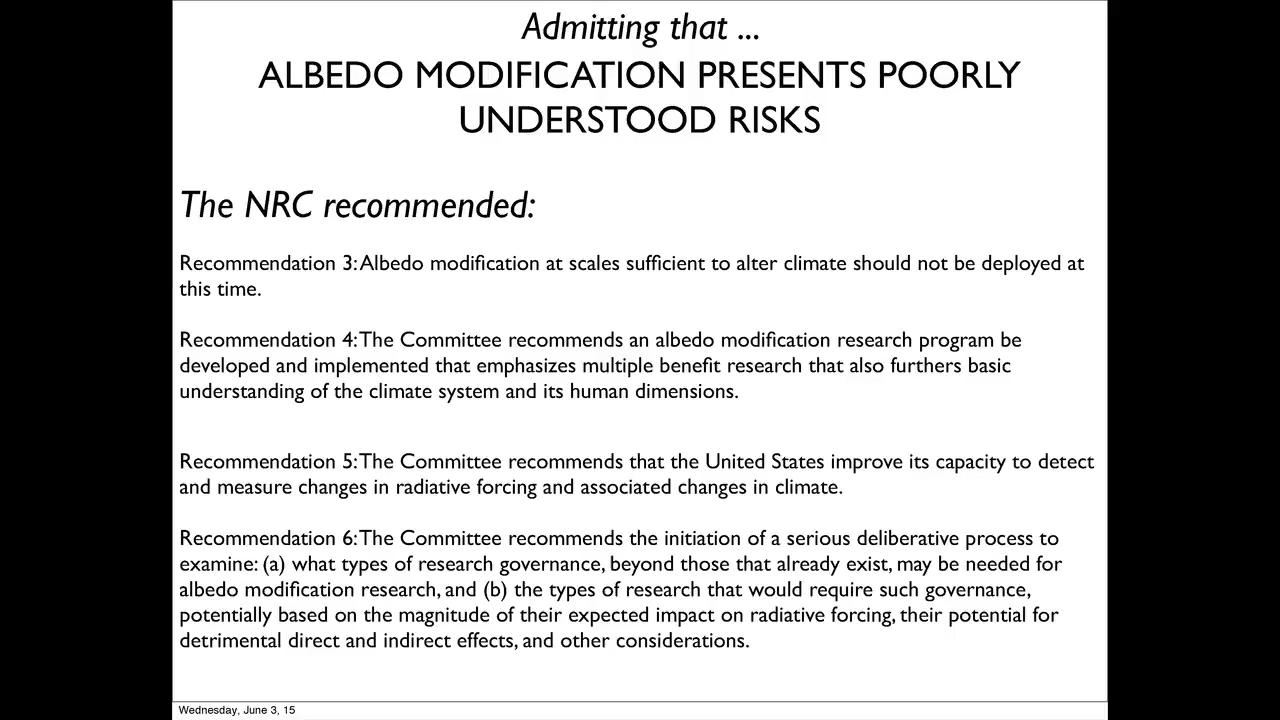 Admitting that ...
ALBEDO MODIFICATION PRESENTS POORLY
UNDERSTOOD RISKS
The NRC recommended:
Recommendation 3: Albedo modification at scales sufficient to alter climate should not be deployed at
this time.
Recommendation 4: The Committee recommends an albedo modification research program be
developed and implemented that emphasizes multiple benefit research that also furthers basic
understanding of the climate system and its human dimensions.
Recommendation 5: The Committee recommends that the United States improve its capacity to detect
and measure changes in radiative forcing and associated changes in climate.
Recommendation 6: The Committee recommends the initiation of a serious deliberative process to
examine: (a) what types of research governance, beyond those that already exist, may be needed for
albedo modification research, and (b) the types of research that would require such governance,
potentially based on the magnitude of their expected impact on radiative forcing, their potential for
detrimental direct and indirect effects, and other considerations.
Wednesday, June 3, 15